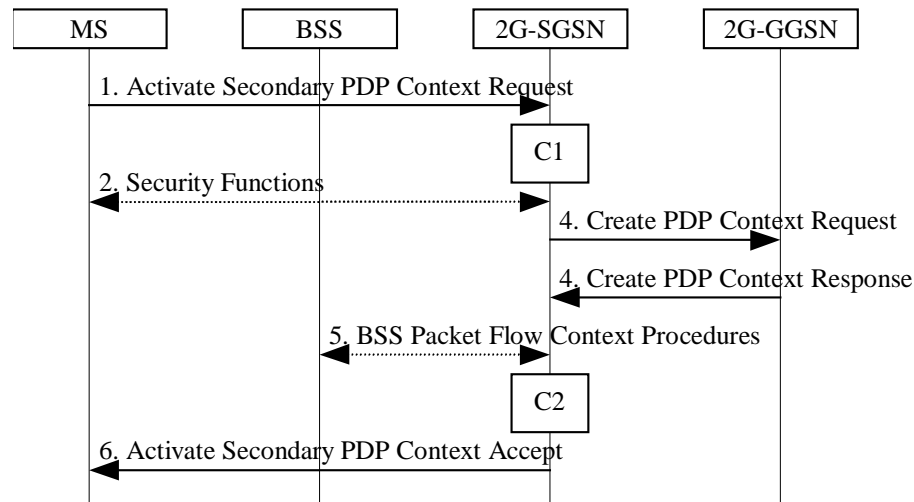 MS
BSS
2G-SGSN
2G-GGSN
1. Activate Secondary PDP Context Request
C1
2. Security Functions
4. Create PDP Context Request
4. Create PDP Context Response
5. BSS Packet Flow Context Procedures
C2
6. Activate Secondary PDP Context Accept